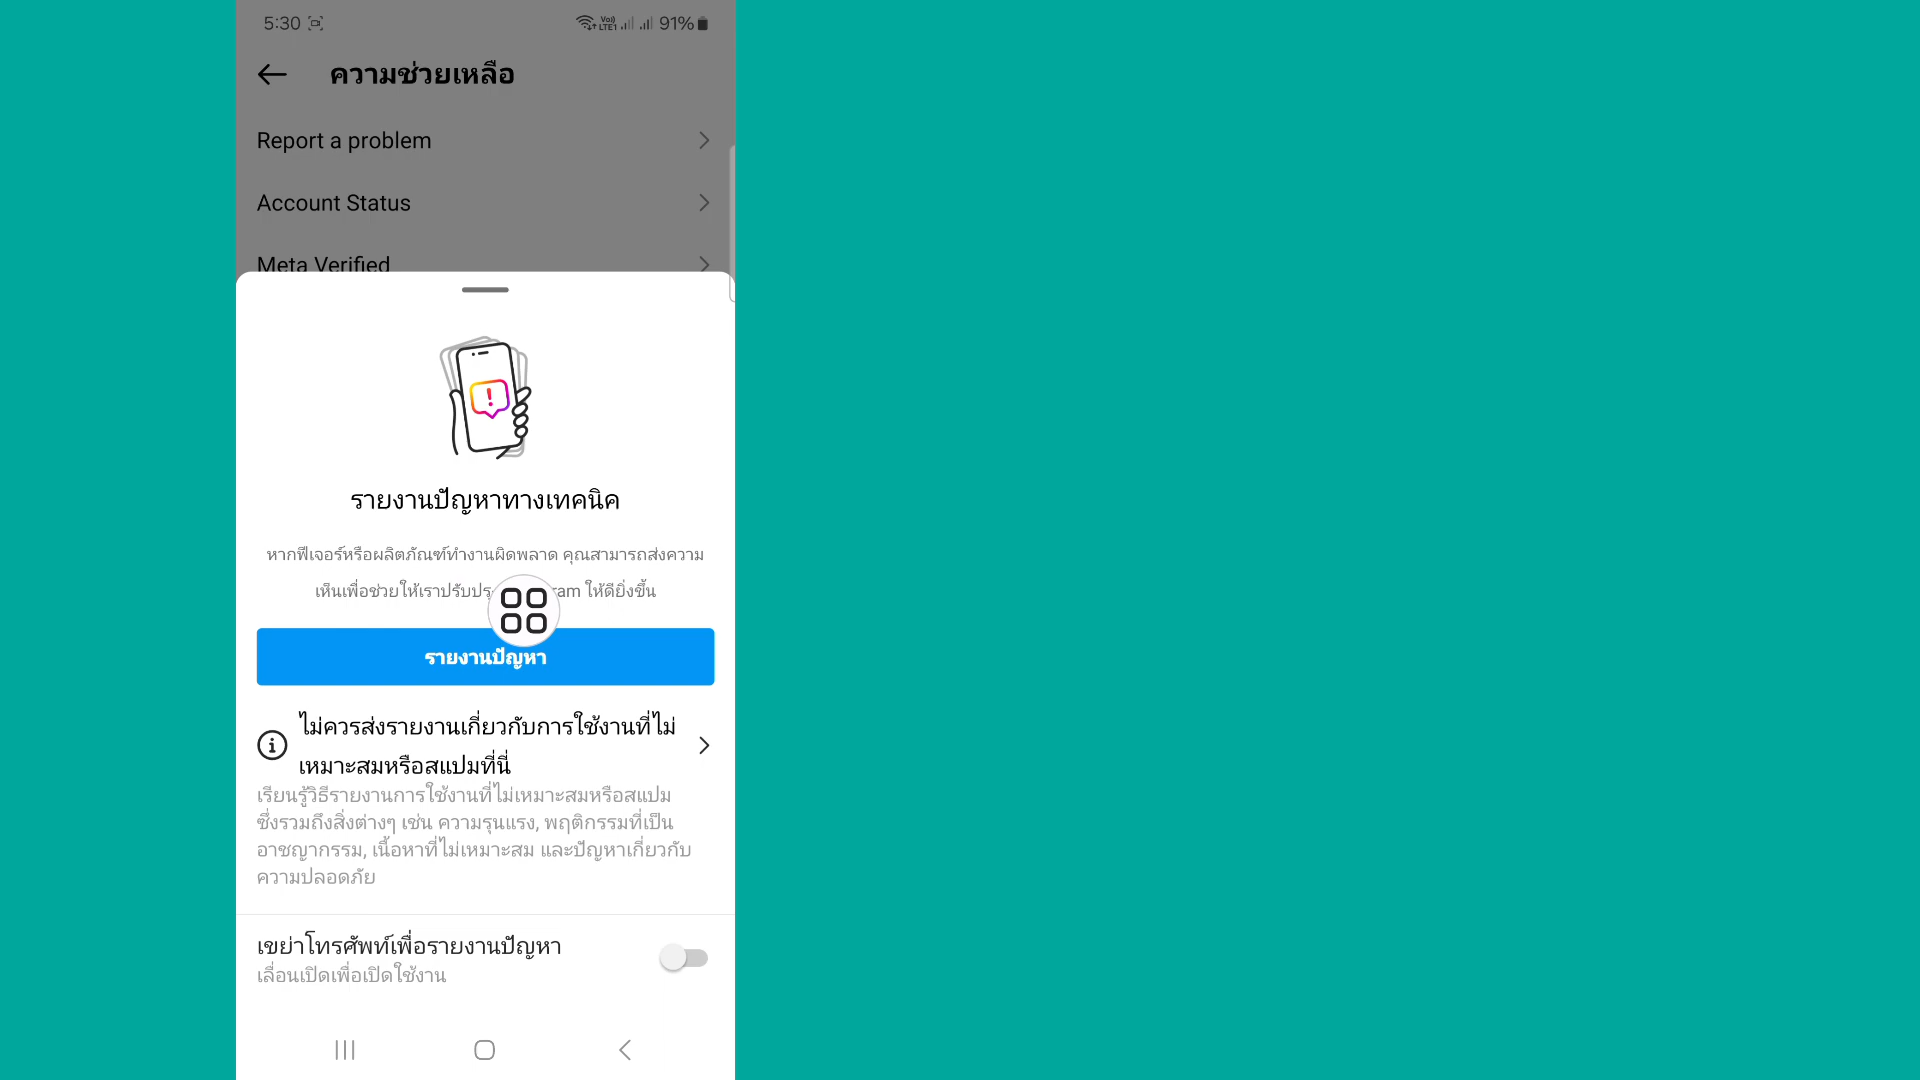 5:30
Vo) LTE1 91%
ความช่วยเหลือ
Report a problem
Account Status
Meta Verified
รายงานปัญหาทางเทคนิค
หากฟีเจอร์หรือผลิตภัณฑ์ทำงานผิดพลาด คุณสามารถส่งความ
เห็นเพื่อช่วยให้เราปรับปรุ ram ให้ดียิ่งขึ้น
รายงานปัญหา
ไม่ควรส่งรายงานเกี่ยวกับการใช้งานที่ไม่
เหมาะสมหรือสแปมที่นี่
เรียนรู้วิธีรายงานการใช้งานที่ไม่เหมาะสมหรือสแปม
ซึ่งรวมถึงสิ่งต่างๆ เช่น ความรุนแรง, พฤติกรรมที่เป็น
อาชญากรรม, เนื้อหาที่ไม่เหมาะสม และปัญหาเกี่ยวกับ
ความปลอดภัย
เขย่าโทรศัพท์เพื่อรายงานปัญหา
เลื่อนเปิดเพื่อเปิดใช้งาน